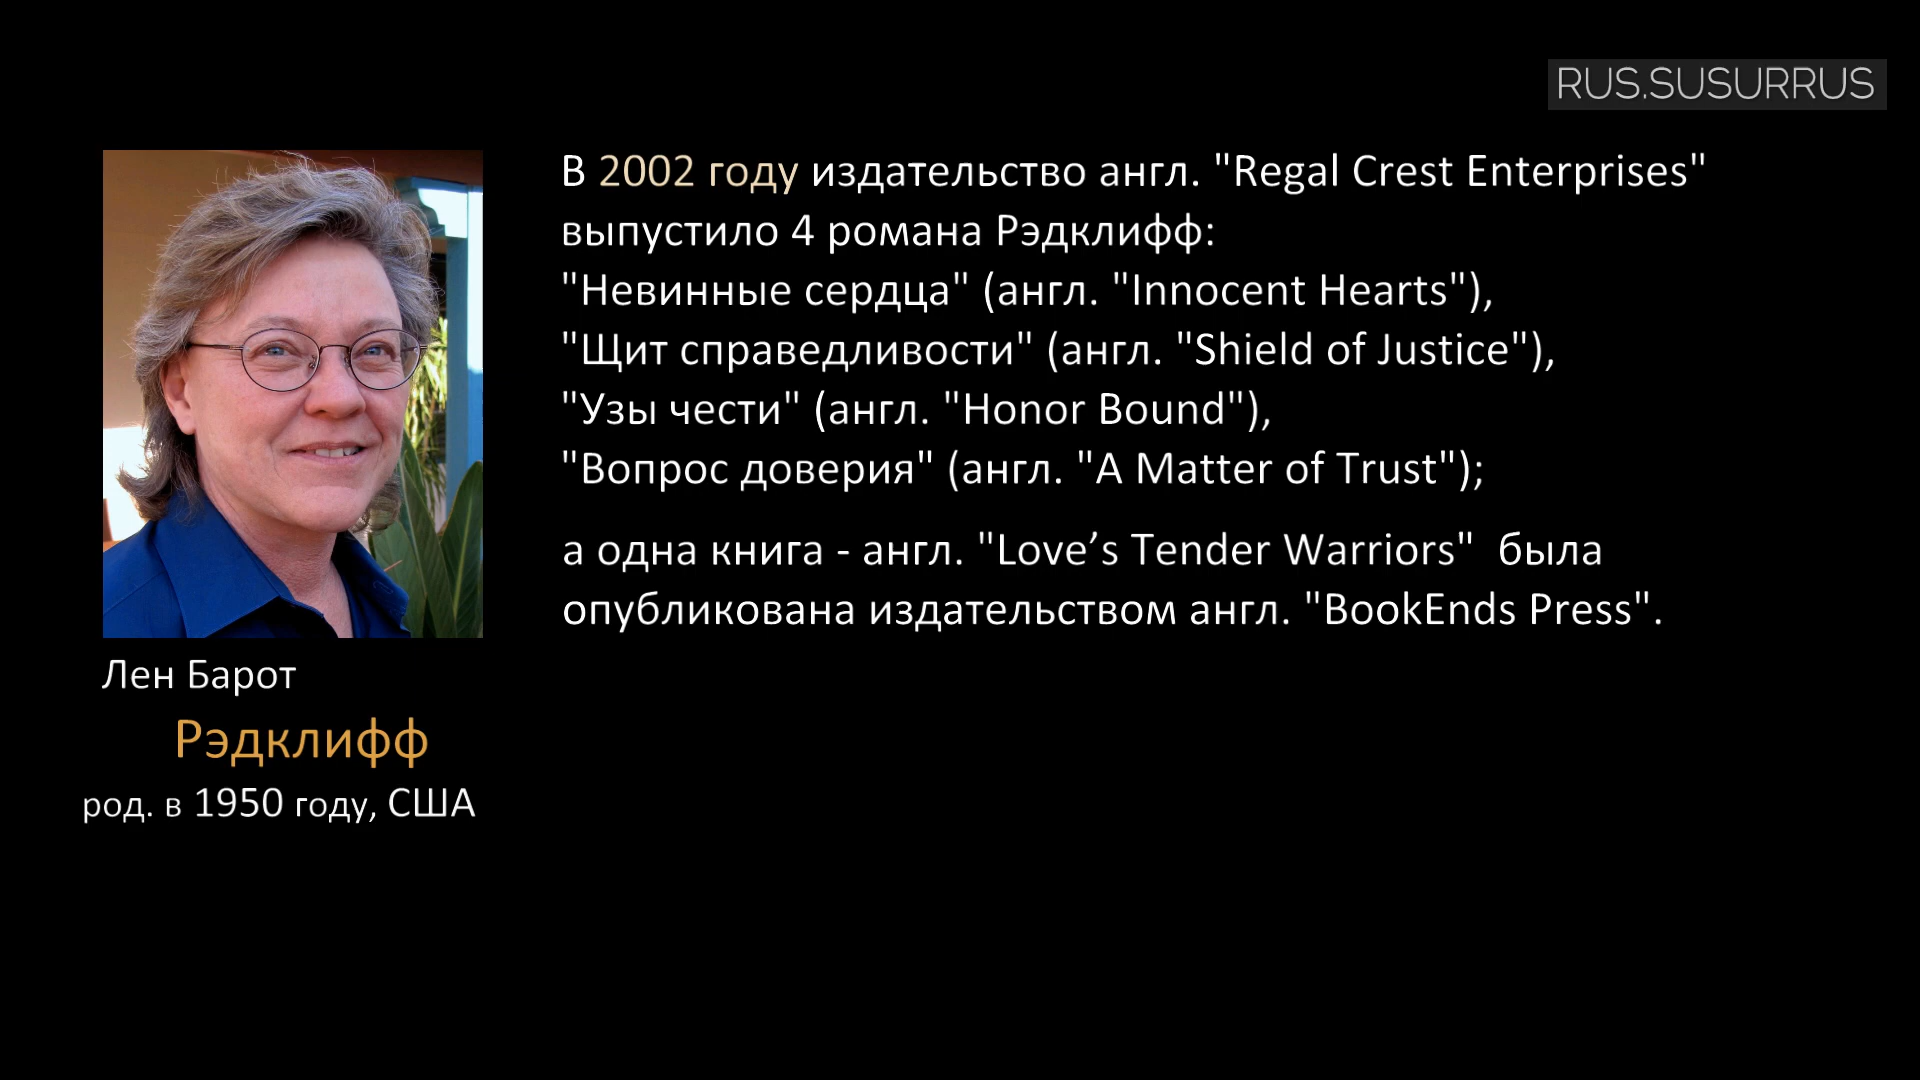 RUS.SUSURRUS
В 2002 году издательство англ. "Regal Crest Enterprises"
выпустило 4 романа Рэдклифф:
"Невинные сердца" (англ. "Innocent Hearts"),
"Щит справедливости" (англ. "Shield of Justice"),
"Узы чести" (англ. "Honor Bound"),
"Вопрос доверия" (англ. "A Matter of Trust");
а одна книга - англ. "Love’s Tender Warriors" была
опубликована издательством англ. "BookEnds Press".
Лен Барот
Рэдклифф
род. в 1950 году, США